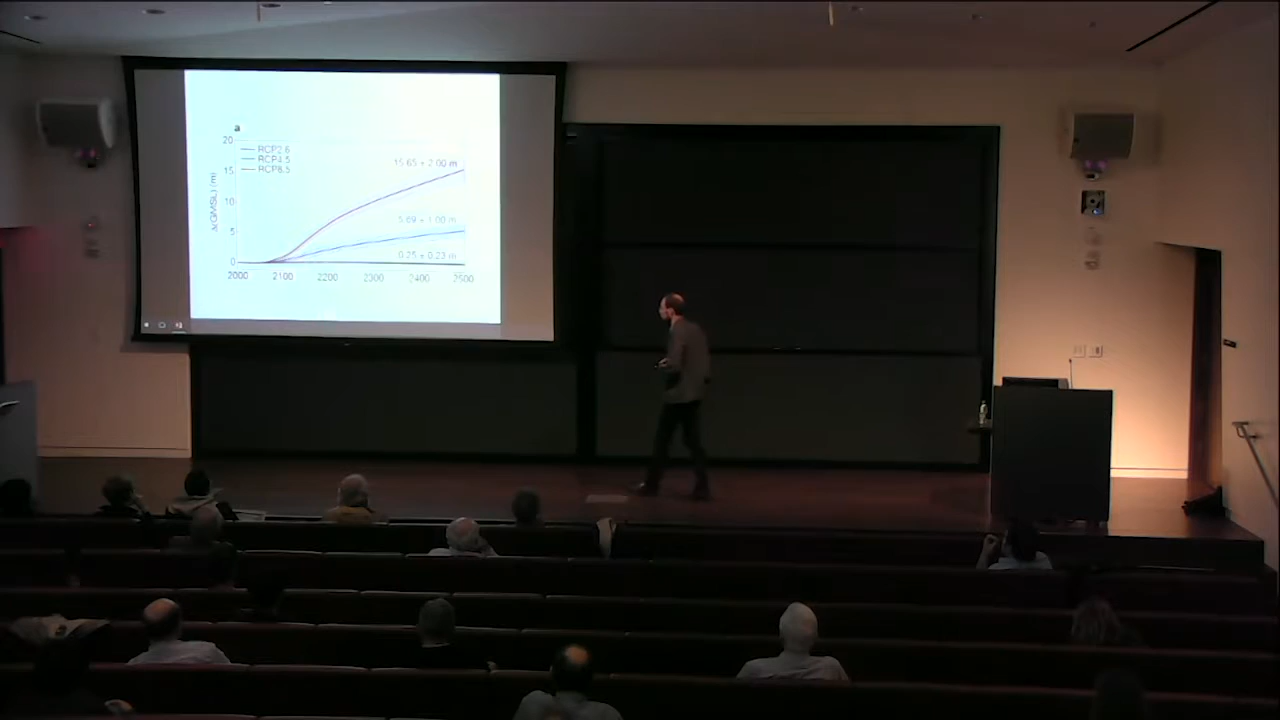 a
20
RCP2.6
RCP4.5
RCP8.5
15
15.65 ± 2.00 m
ΔGMSL (m)
10
5
5.69 ± 1.00 m
0
0.25 ± 0.23 m
2000 2100 2200 2300 2400 2500